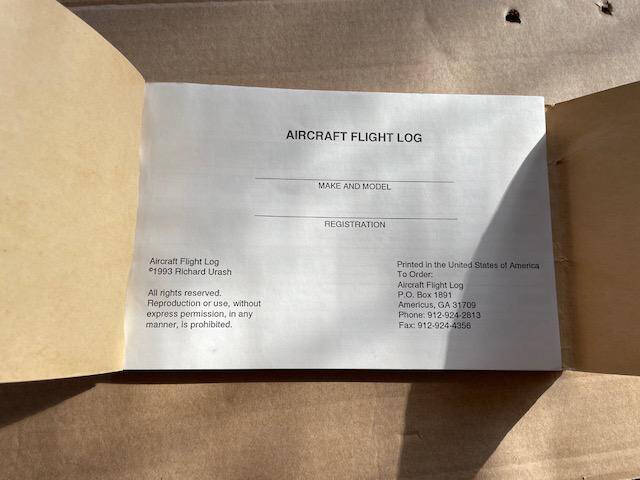 AIRCRAFT FLIGHT LOG
MAKE AND MODEL
REGISTRATION
Aircraft Flight Log
©1993 Richard Urash
All rights reserved.
Reproduction or use, without
express permission, in any
manner, is prohibited.
Printed in the United States of America
To Order:
Aircraft Flight Log
P.O. Box 1891
Americus, GA 31709
Phone: 912-924-2813
Fax: 912-924-4356